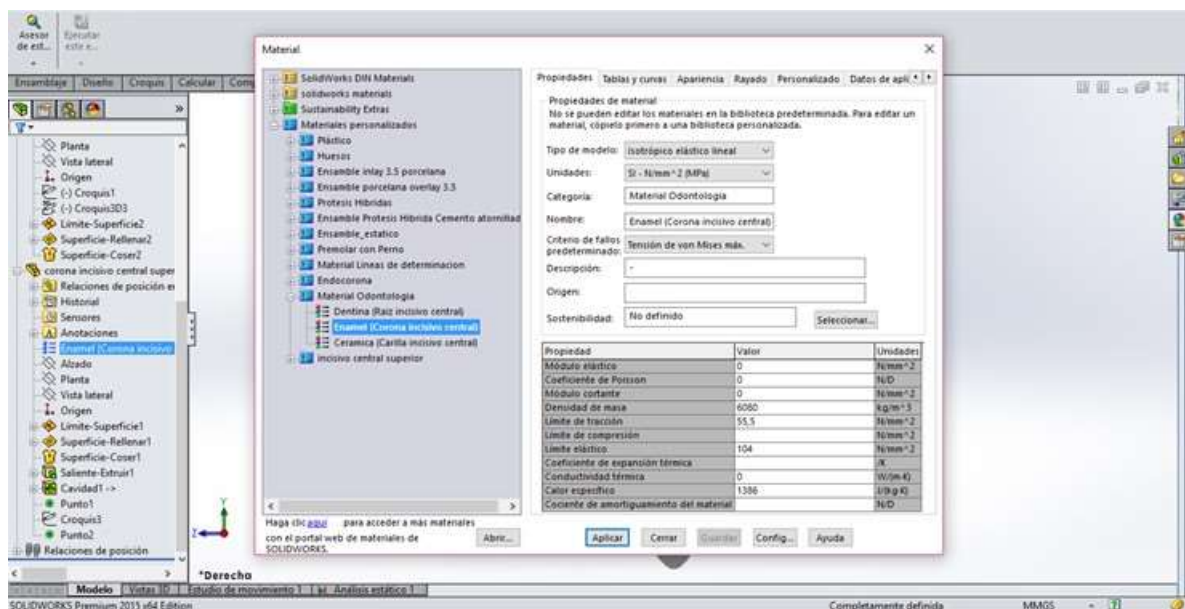 Asesor
de est...
Ejecutar
este e...
Ensamblaje Diseño Croquis Calcular Com
Planta
Vista lateral
Origen
(-) Croquis1
(-) Croquis3D3
Límite-Superficie2
Superficie-Rellenar2
Superficie-Coser2
corona incisivo central super
Relaciones de posición e
Historial
Sensores
Anotaciones
Enamel (Corona incisivo
Alzado
Planta
Vista lateral
Origen
Límite-Superficie1
Superficie-Rellenar1
Superficie-Coser1
Saliente-Extruir1
Cavidad1 ->
Punto1
Croquis3
Punto2
Relaciones de posición
Y
Z
*Derecha
Modelo Vistas 3D Estudio de movimiento 1 Análisis estático 1
SOLIDWORKS Premium 2015 x64 Edition
Completamente definida MMGS
Material
SolidWorks DIN Materials
solidworks materials
Sustainability Extras
Materiales personalizados
Plástico
Huesos
Ensamble inlay 3.5 porcelana
Ensamble porcelana overlay 3.5
Protesis Hibridas
Ensamble Protesis Hibrida Cemento atornillad
Ensamble_estatico
Premolar con Perno
Material Lineas de determinacion
Endocorona
Material Odontologia
Dentina (Raiz incisivo central)
Enamel (Corona incisivo central)
Ceramica (Carilla incisivo central)
incisivo central superior
Haga clic aquí para acceder a más materiales
con el portal web de materiales de
SOLIDWORKS.
Abrir...
Propiedades Tablas y curvas Apariencia Rayado Personalizado Datos de apli
Propiedades de material
No se pueden editar los materiales en la biblioteca predeterminada. Para editar un
material, cópielo primero a una biblioteca personalizada.
Tipo de modelo: Isotrópico elástico lineal
Unidades: SI - N/mm^2 (MPa)
Categoría: Material Odontologia
Nombre: Enamel (Corona incisivo central)
Criterio de fallos
predeterminado: Tensión de von Mises máx.
Descripción: -
Origen:
Sostenibilidad: No definido Seleccionar...
Propiedad Valor Unidades
Módulo elástico 0 N/mm^2
Coeficiente de Poisson 0 N/D
Módulo cortante 0 N/mm^2
Densidad de masa 6080 kg/m^3
Límite de tracción 55,5 N/mm^2
Límite de compresión N/mm^2
Límite elástico 104 N/mm^2
Coeficiente de expansión térmica /K
Conductividad térmica 0 W/(m·K)
Calor específico 1386 J/(kg·K)
Cociente de amortiguamiento del material N/D
Aplicar Cerrar Guardar Config... Ayuda